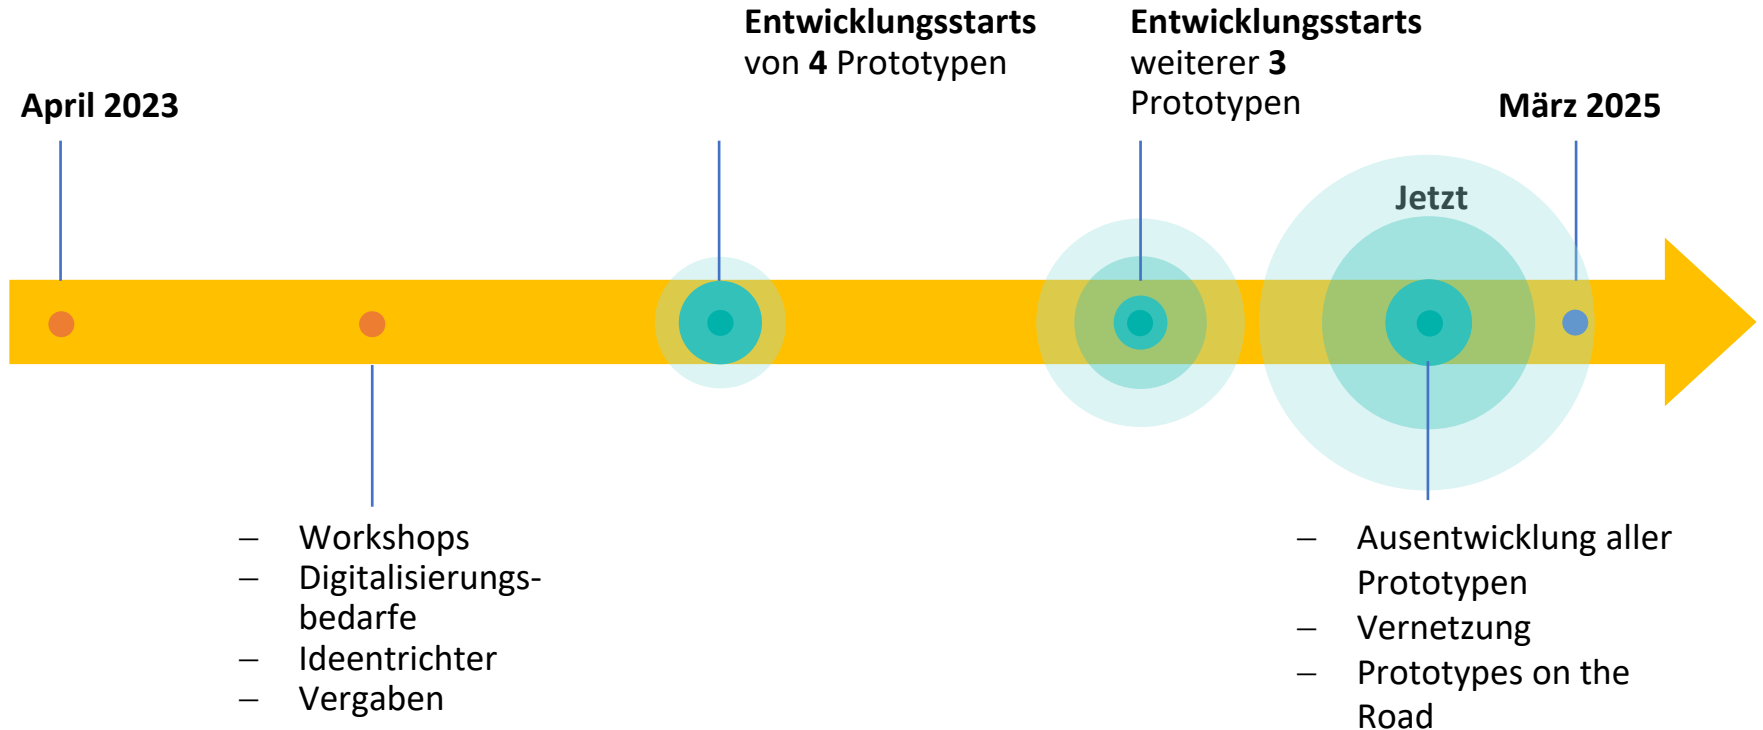 Entwicklungsstarts
von 4 Prototypen
Entwicklungsstarts
weiterer 3
Prototypen
April 2023
März 2025
Jetzt
– Workshops
– Digitalisierungs-
bedarfe
– Ideentrichter
– Vergaben
– Ausentwicklung aller
Prototypen
– Vernetzung
– Prototypes on the
Road